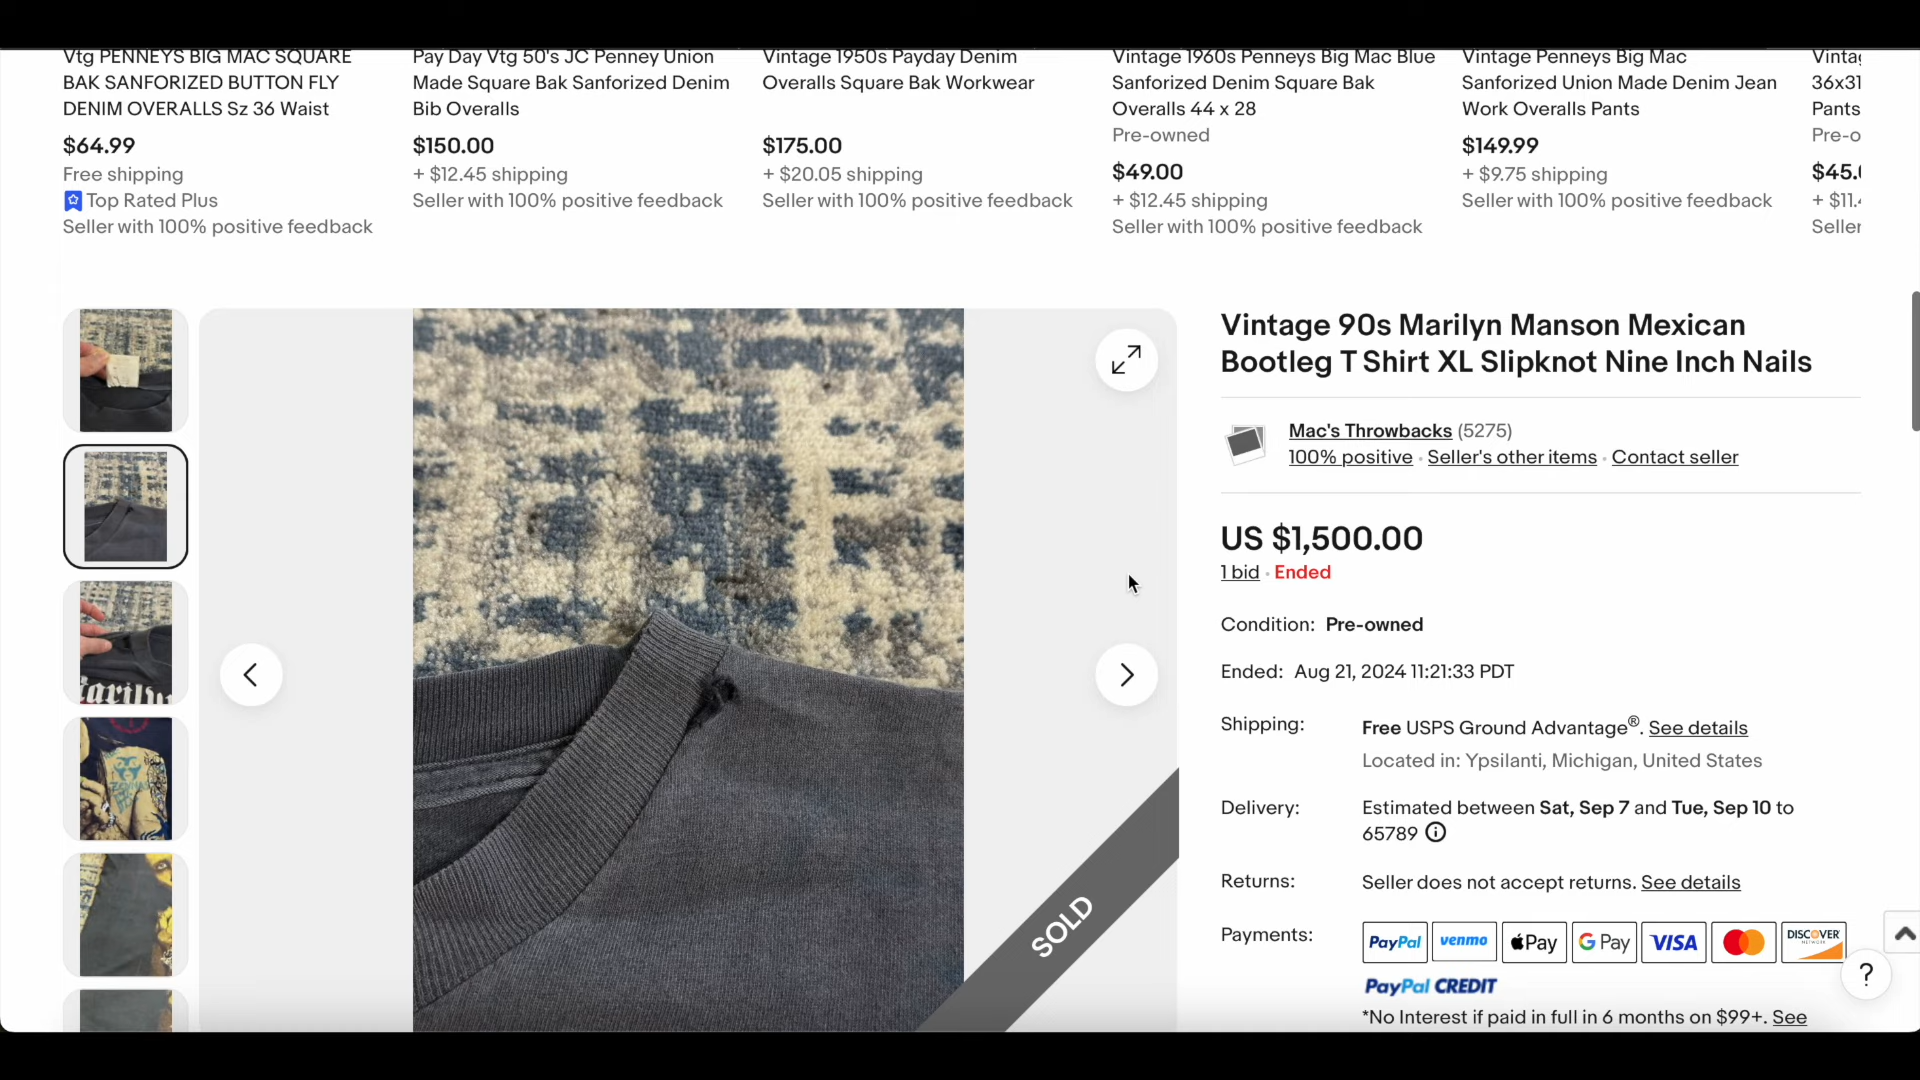 Vtg PENNEYS BIG MAC SQUARE
BAK SANFORIZED BUTTON FLY
DENIM OVERALLS Sz 36 Waist
$64.99
Free shipping
Top Rated Plus
Seller with 100% positive feedback
Pay Day Vtg 50's JC Penney Union
Made Square Bak Sanforized Denim
Bib Overalls
$150.00
+ $12.45 shipping
Seller with 100% positive feedback
Vintage 1950s Payday Denim
Overalls Square Bak Workwear
$175.00
+ $20.05 shipping
Seller with 100% positive feedback
Vintage 1960s Penneys Big Mac Blue
Sanforized Denim Square Bak
Overalls 44 x 28
Pre-owned
$49.00
+ $12.45 shipping
Seller with 100% positive feedback
Vintage Penneys Big Mac
Sanforized Union Made Denim Jean
Work Overalls Pants
$149.99
+ $9.75 shipping
Seller with 100% positive feedback
36x31
Pants
Pre-o
$45.
+ $11.
Seller
Vintage 90s Marilyn Manson Mexican
Bootleg T Shirt XL Slipknot Nine Inch Nails
Mac's Throwbacks (5275)
100% positive · Seller's other items · Contact seller
US $1,500.00
1 bid · Ended
Condition: Pre-owned
Ended: Aug 21, 2024 11:21:33 PDT
Shipping: Free USPS Ground Advantage®. See details
Located in: Ypsilanti, Michigan, United States
Delivery: Estimated between Sat, Sep 7 and Tue, Sep 10 to
65789
Returns: Seller does not accept returns. See details
Payments: PayPal venmo Pay G Pay VISA DISCOVER
PayPal CREDIT
*No Interest if paid in full in 6 months on $99+. See
SOLD
?